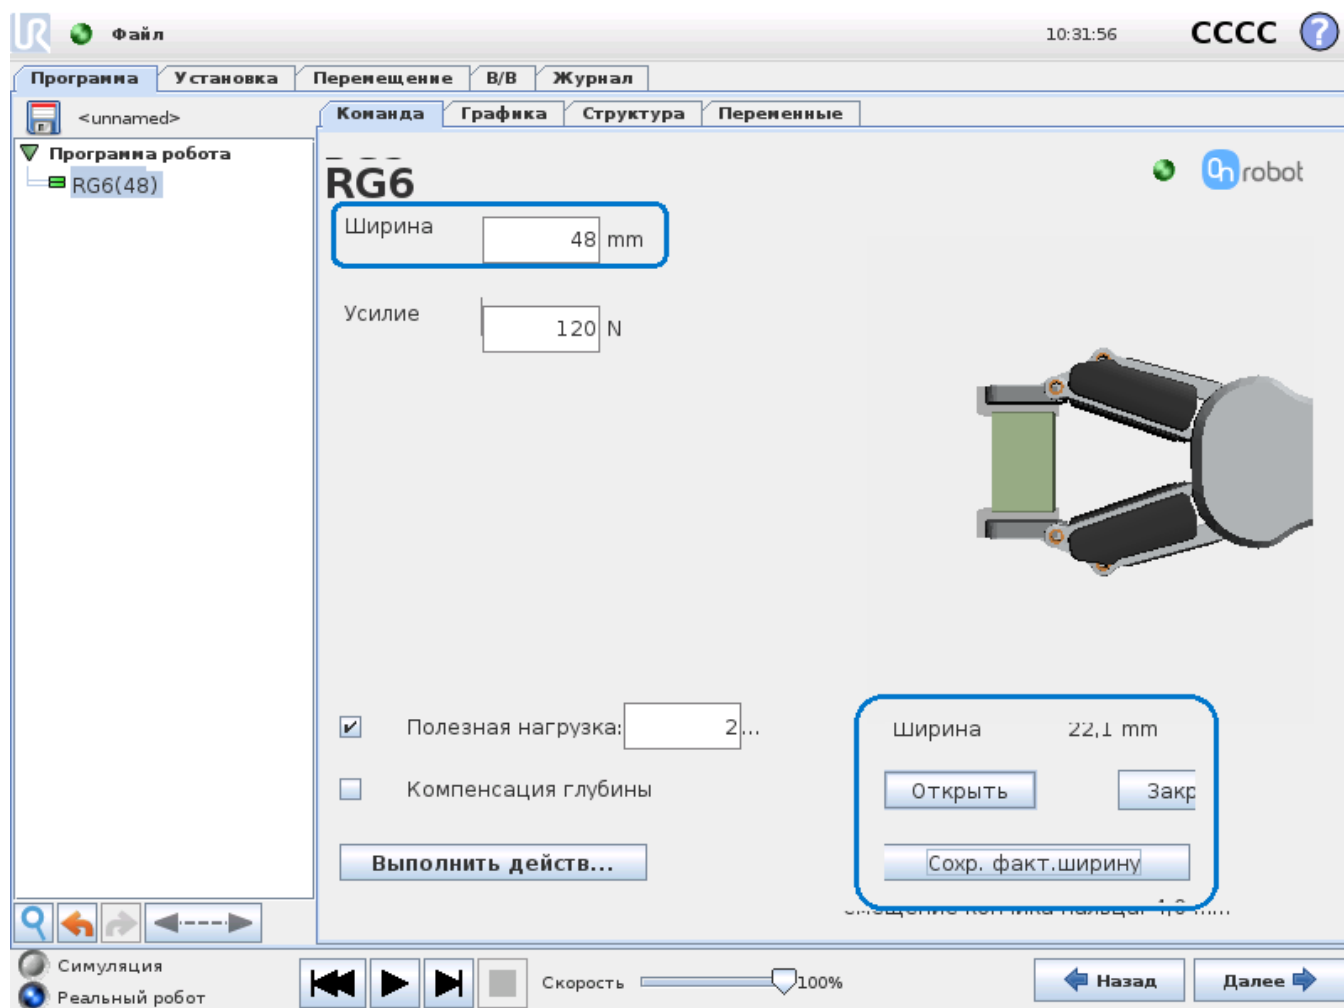 Файл 10:31:56 CCCC ?
Программа Установка Перемещение В/В Журнал
<unnamed> Команда Графика Структура Переменные
Программа робота
RG6(48)
RG6
On robot
Ширина 48 mm
Усилие 120 N
Полезная нагрузка: 2...
Ширина 22,1 mm
Компенсация глубины
Открыть Закр
Выполнить действ...
Сохр. факт.ширину
Симуляция
Реальный робот
Скорость 100%
Назад Далее